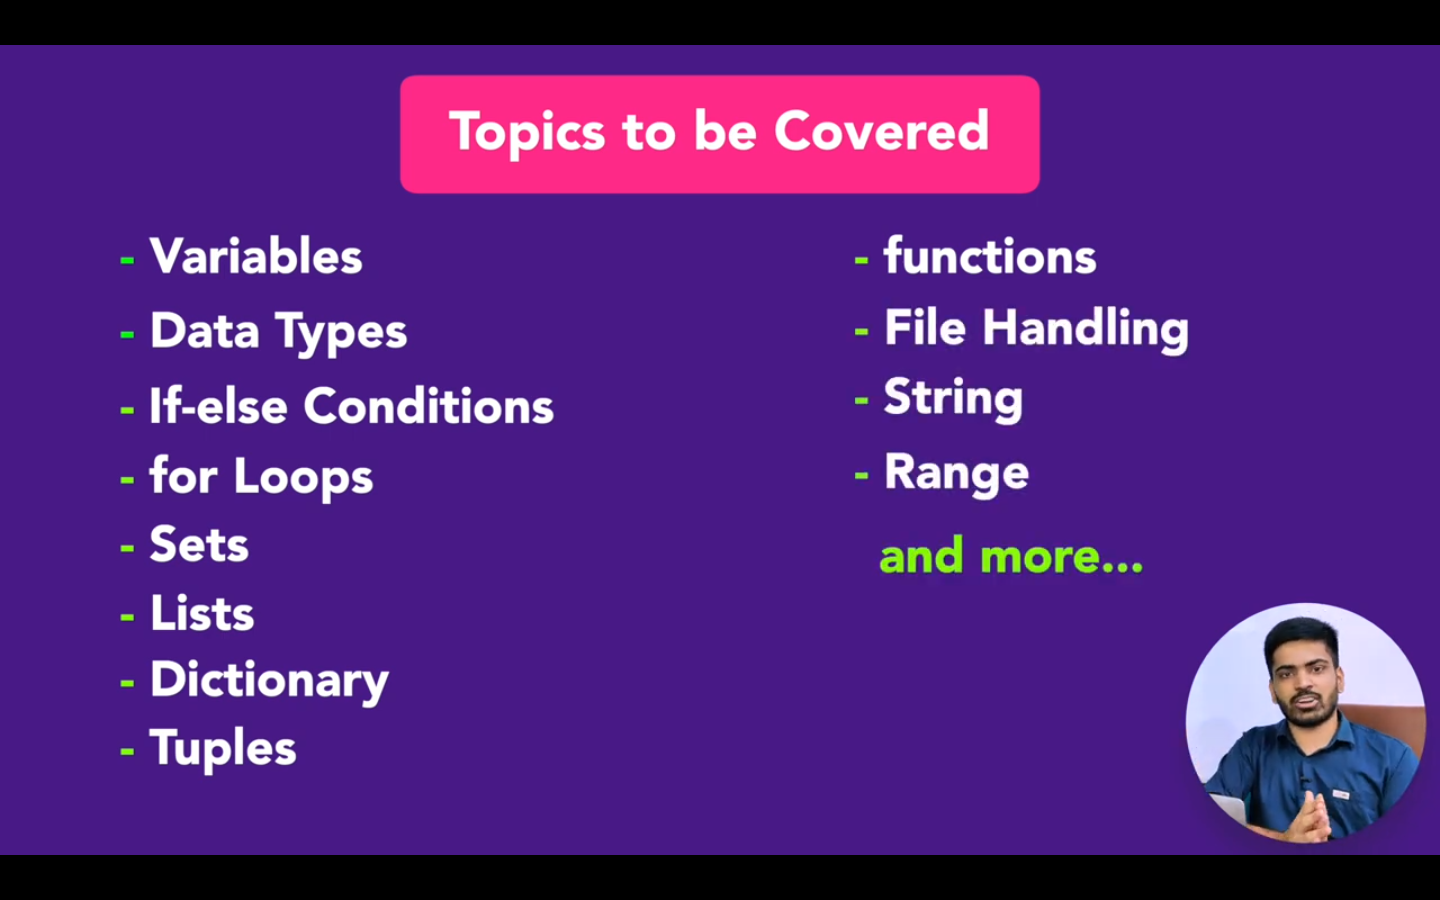 Topics to be Covered
- Variables
- Data Types
- If-else Conditions
- for Loops
- Sets
- Lists
- Dictionary
- Tuples
- functions
- File Handling
- String
- Range
and more...